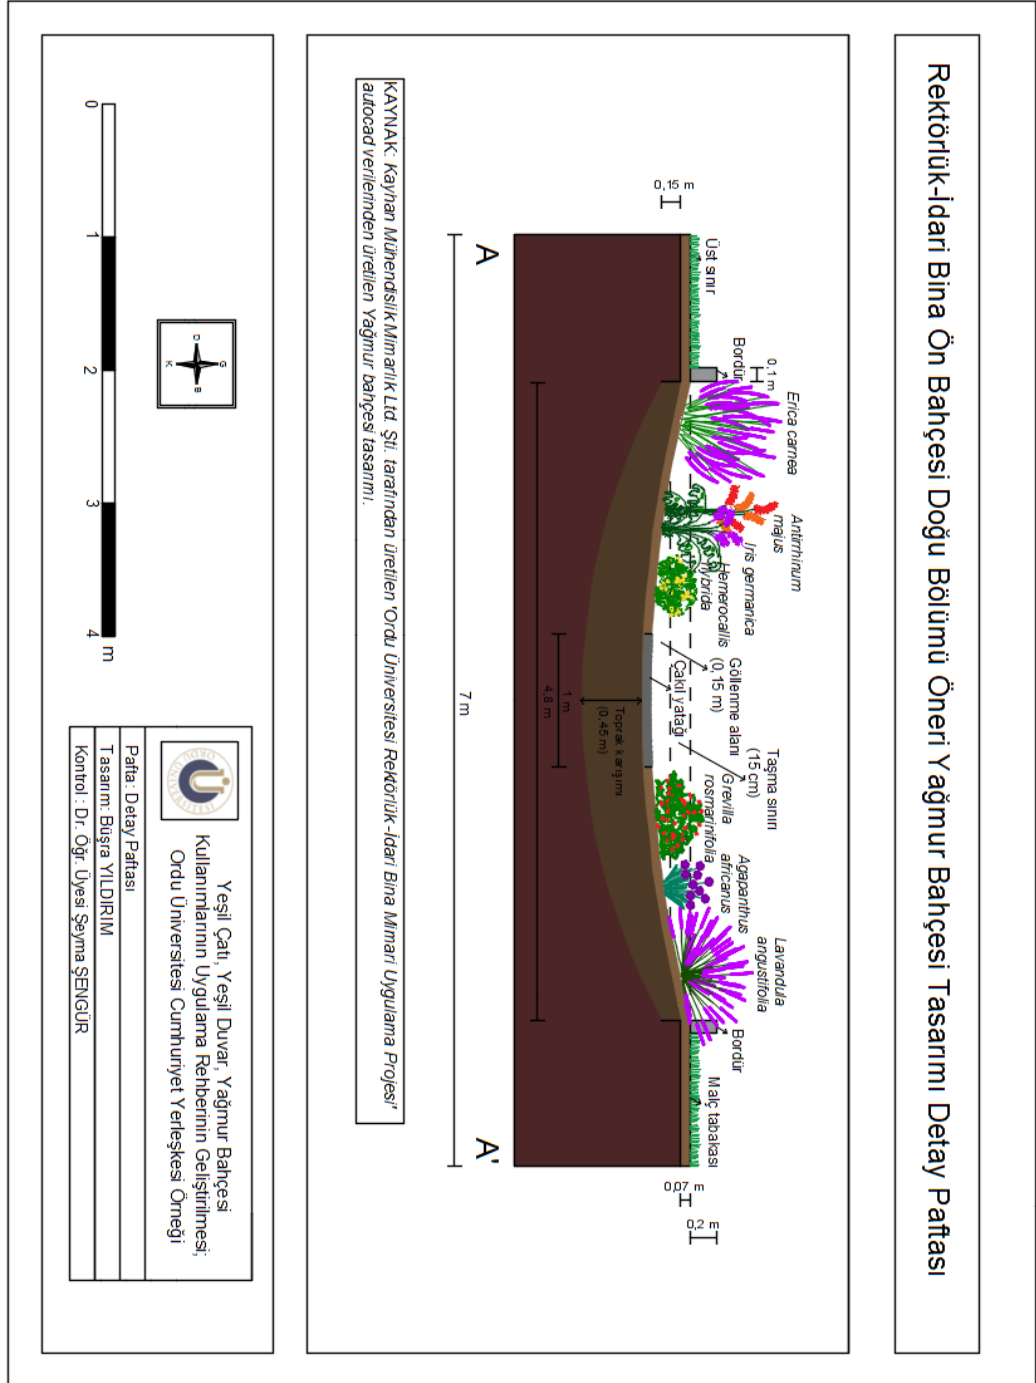 Rektörlük-İdari Bina Ön Bahçesi Doğu Bölümü Öneri Yağmur Bahçesi Tasarımı Detay Paftası
0,15 m
Üst sınır
Bordür
0,1 m
Erica carnea
Antirrhinum
majus
Iris germanica
Hemerocallis
hybrida
Göllenme alanı
(0,15 m)
Çakıl yatağı
Taşma sınırı
(15 cm)
Grevilla
rosmarinifolia
Agapanthus
africanus
Lavandula
angustifolia
Bordür
Malç tabakası
0,07 m
0,2 m
Toprak karışımı
(0,45 m)
1 m
4,8 m
A
A'
7 m
KAYNAK: Kayhan Mühendislik Mimarlık Ltd. Şti. tarafından üretilen 'Ordu Üniversitesi Rektörlük-İdari Bina Mimari Uygulama Projesi'
autocad verilerinden üretilen Yağmur bahçesi tasarımı.
G
D
B
K
0
1
2
3
4
m
ORDU ÜNİVERSİTESİ
Yeşil Çatı, Yeşil Duvar, Yağmur Bahçesi
Kullanımlarının Uygulama Rehberinin Geliştirilmesi;
Ordu Üniversitesi Cumhuriyet Yerleşkesi Örneği
Pafta: Detay Paftası
Tasarım: Büşra YILDIRIM
Kontrol : Dr. Öğr. Üyesi Şeyma ŞENGÜR